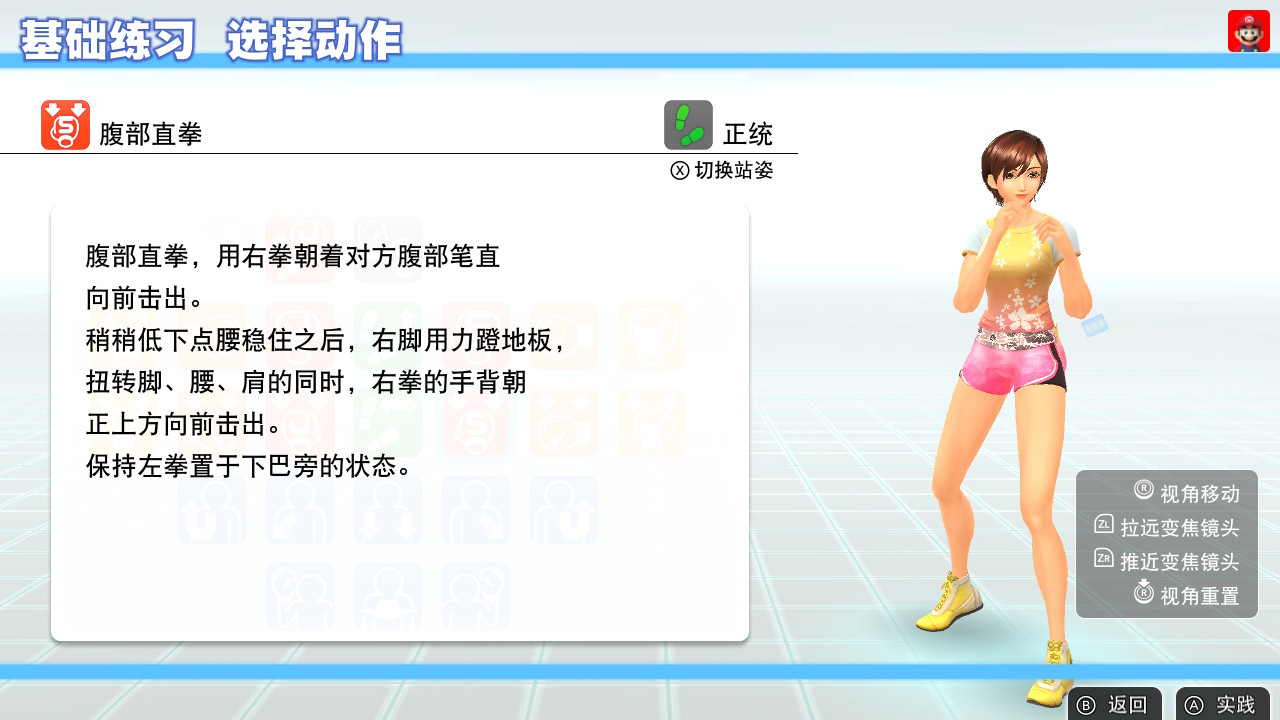 基础练习 选择动作
腹部直拳
正统
X 切换站姿
腹部直拳，用右拳朝着对方腹部笔直
向前击出。
稍稍低下点腰稳住之后，右脚用力蹬地板，
扭转脚、腰、肩的同时，右拳的手背朝
正上方向前击出。
保持左拳置于下巴旁的状态。
R 视角移动
ZL 拉远变焦镜头
ZR 推近变焦镜头
R 视角重置
B 返回
A 实践